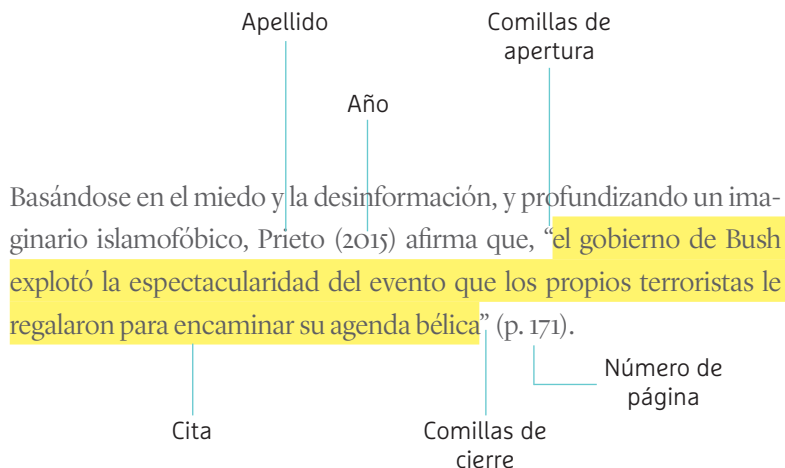 Apellido
Comillas de
apertura
Año
Basándose en el miedo y la desinformación, y profundizando un ima-
ginario islamofóbico, Prieto (2015) afirma que, “el gobierno de Bush
explotó la espectacularidad del evento que los propios terroristas le
regalaron para encaminar su agenda bélica” (p. 171).
Número de
página
Cita
Comillas de
cierre